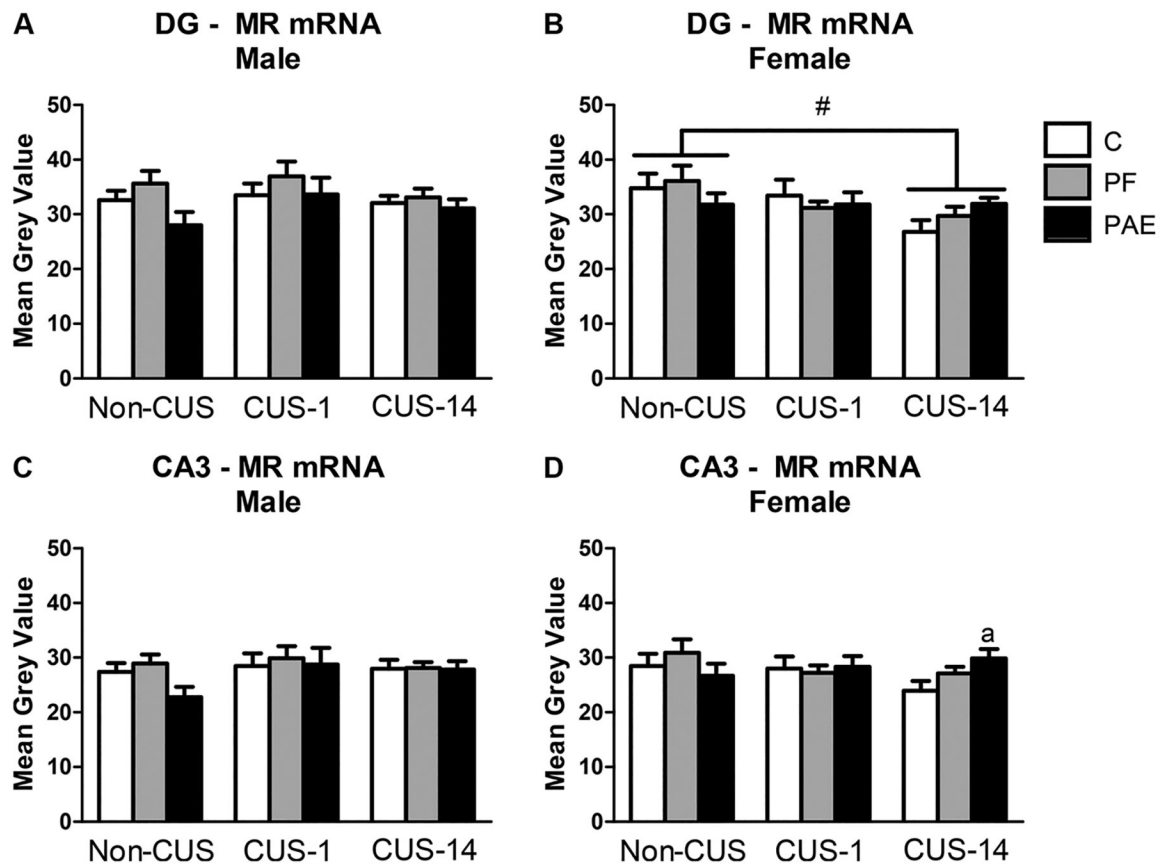 A
DG - MR mRNA
Male
Mean Grey Value
50
40
30
20
10
0
Non-CUS CUS-1 CUS-14
B
DG - MR mRNA
Female
Mean Grey Value
50
40
30
20
10
0
#
Non-CUS CUS-1 CUS-14
C
PF
PAE
C
CA3 - MR mRNA
Male
Mean Grey Value
50
40
30
20
10
0
Non-CUS CUS-1 CUS-14
D
CA3 - MR mRNA
Female
Mean Grey Value
50
40
30
20
10
0
a
Non-CUS CUS-1 CUS-14